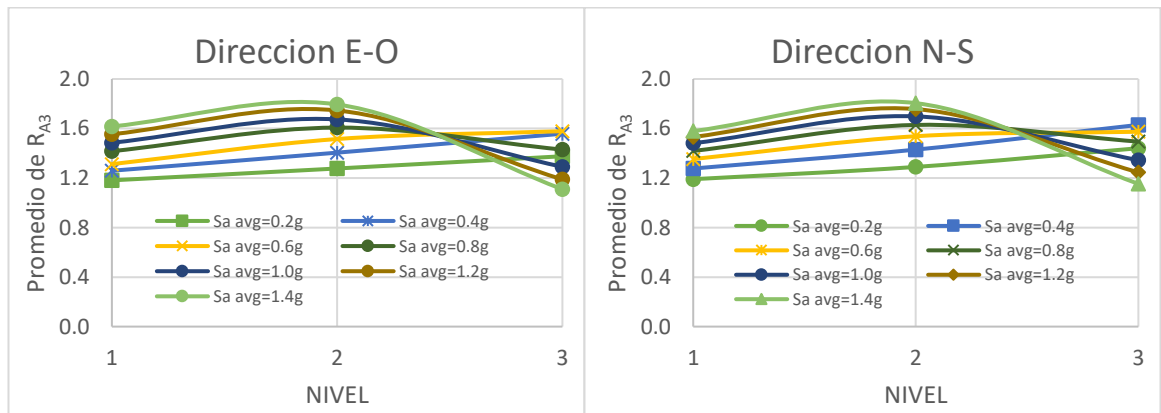 Direccion E-O
Promedio de R_A3
2.0
1.6
1.2
0.8
0.4
0.0
Sa avg=0.2g Sa avg=0.4g
Sa avg=0.6g Sa avg=0.8g
Sa avg=1.0g Sa avg=1.2g
Sa avg=1.4g
1 2 3
NIVEL
Direccion N-S
Promedio de R_A3
2.0
1.6
1.2
0.8
0.4
0.0
Sa avg=0.2g Sa avg=0.4g
Sa avg=0.6g Sa avg=0.8g
Sa avg=1.0g Sa avg=1.2g
Sa avg=1.4g
1 2 3
NIVEL